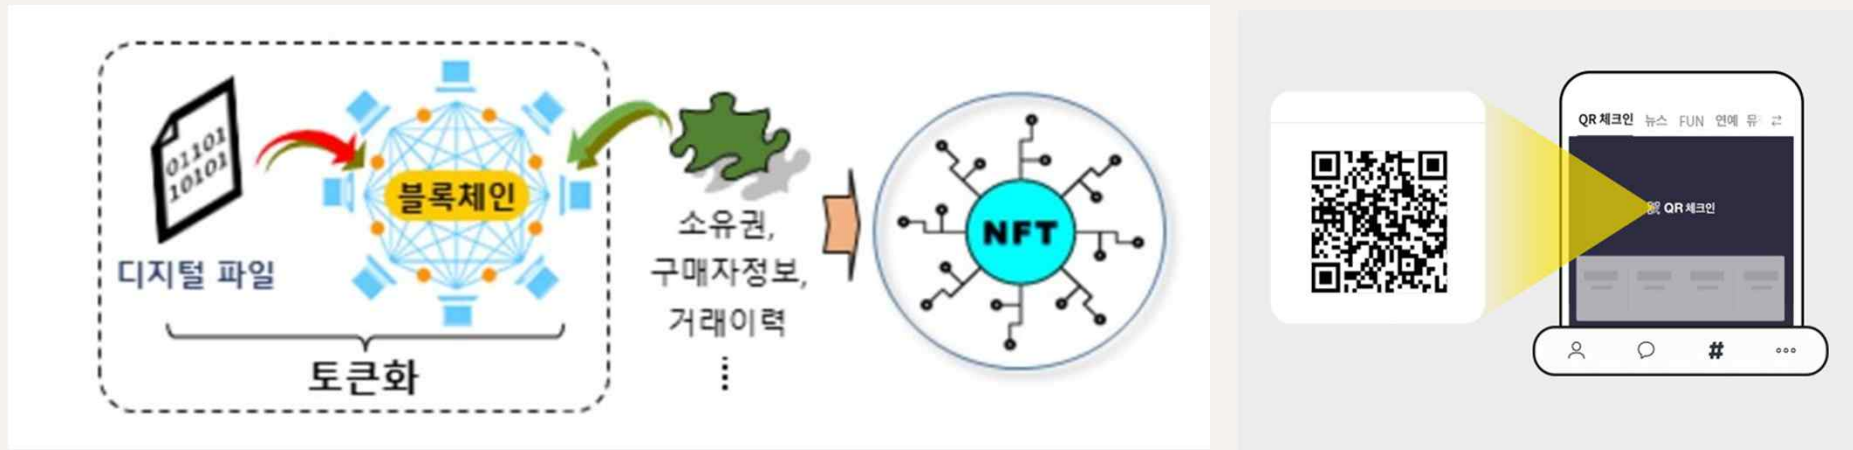 01101
10101
디지털 파일
블록체인
토큰화
소유권,
구매자정보,
거래이력
⋮
NFT
QR 체크인 뉴스 FUN 연예 뮤
QR 체크인
#